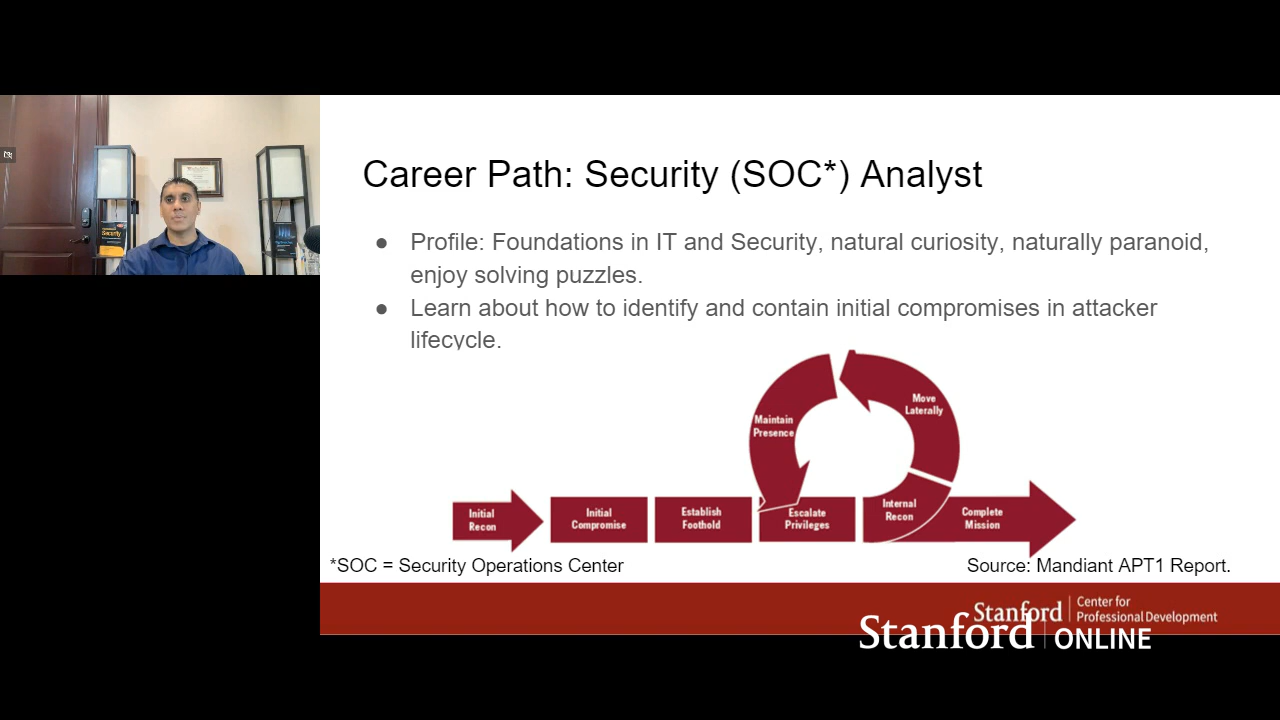 Career Path: Security (SOC*) Analyst
● Profile: Foundations in IT and Security, natural curiosity, naturally paranoid,
enjoy solving puzzles.
● Learn about how to identify and contain initial compromises in attacker
lifecycle.
Maintain
Presence
Move
Laterally
Initial
Recon
Initial
Compromise
Establish
Foothold
Escalate
Privileges
Internal
Recon
Complete
Mission
*SOC = Security Operations Center
Source: Mandiant APT1 Report.
Stanford
Center for
Professional Development
Stanford ONLINE
Security